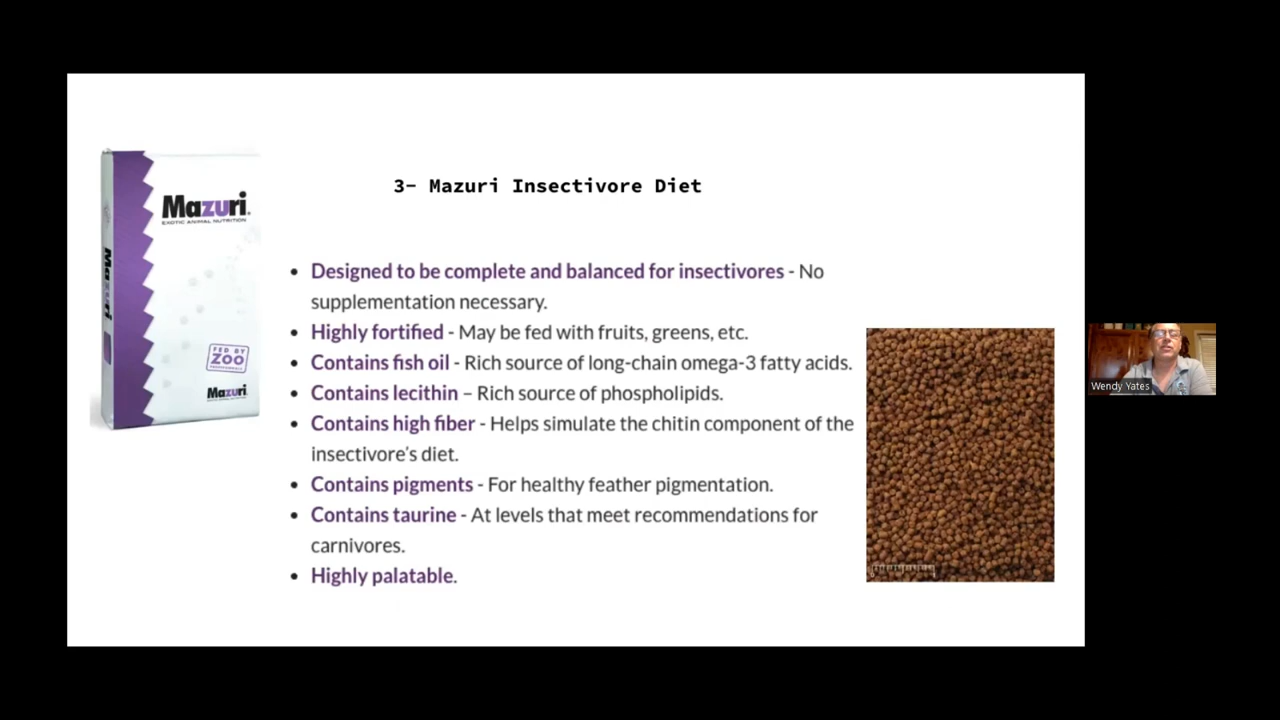 3- Mazuri Insectivore Diet
Mazuri
EXOTIC ANIMAL NUTRITION
FED BY
ZOO
Mazuri
Mazuri
• Designed to be complete and balanced for insectivores - No
supplementation necessary.
• Highly fortified - May be fed with fruits, greens, etc.
• Contains fish oil - Rich source of long-chain omega-3 fatty acids.
• Contains lecithin – Rich source of phospholipids.
• Contains high fiber - Helps simulate the chitin component of the
insectivore's diet.
• Contains pigments - For healthy feather pigmentation.
• Contains taurine - At levels that meet recommendations for
carnivores.
• Highly palatable.
Wendy Yates